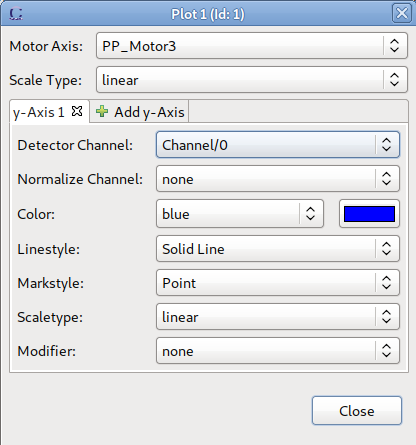 Plot 1 (Id: 1)
Motor Axis: PP_Motor3
Scale Type: linear
y-Axis 1 Add y-Axis
Detector Channel: Channel/0
Normalize Channel: none
Color: blue
Linestyle: Solid Line
Markstyle: Point
Scaletype: linear
Modifier: none
Close